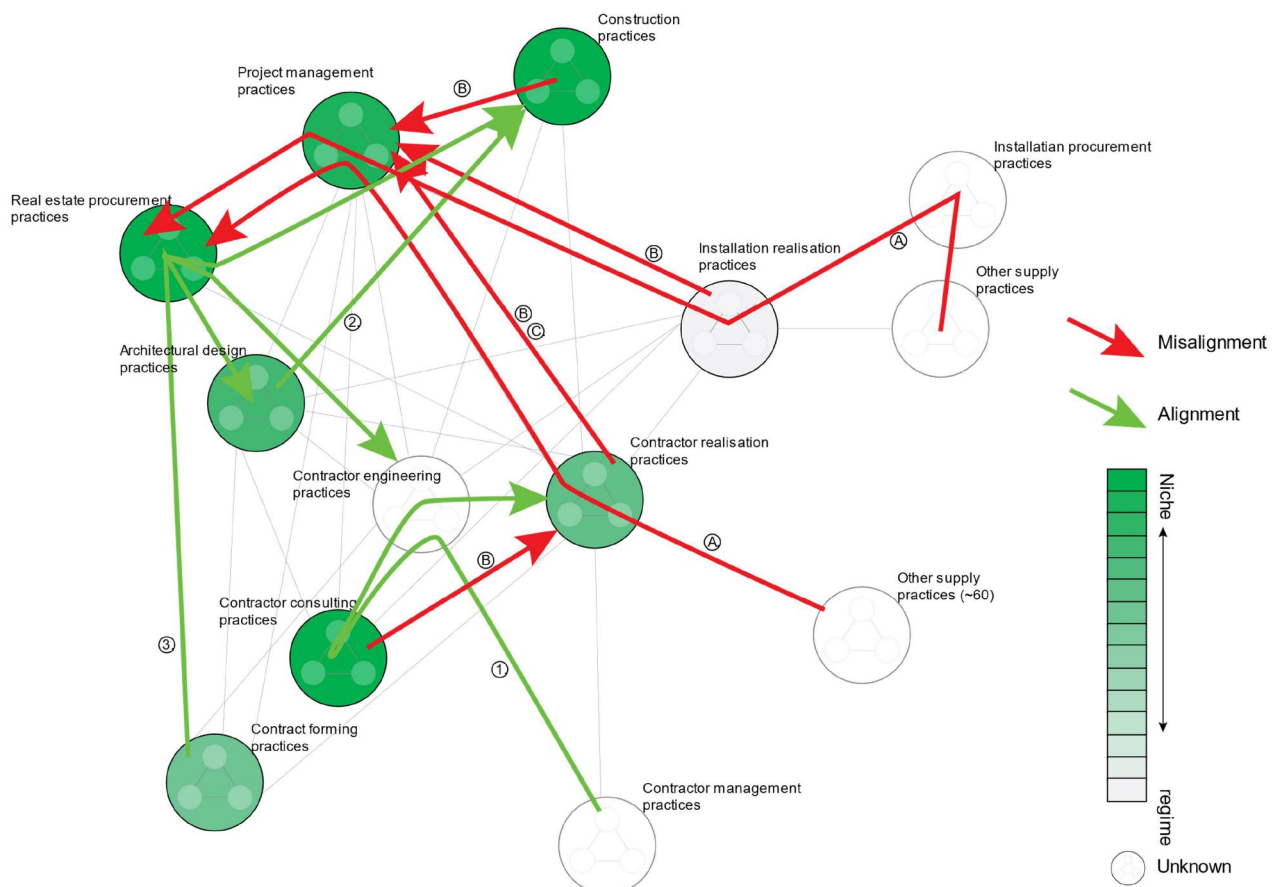 Construction
practices
Project management
practices
B
Installatian procurement
practices
Real estate procurement
practices
A
Installation realisation
practices
B
Other supply
practices
2.
B
C.
Misalignment
Architectural design
practices
Alignment
Contractor realisation
practices
Contractor engineering
practices
Niche
A
B
Other supply
practices (~60)
Contractor consulting
practices
3.
1
Contract forming
practices
Contractor management
practices
regime
Unknown